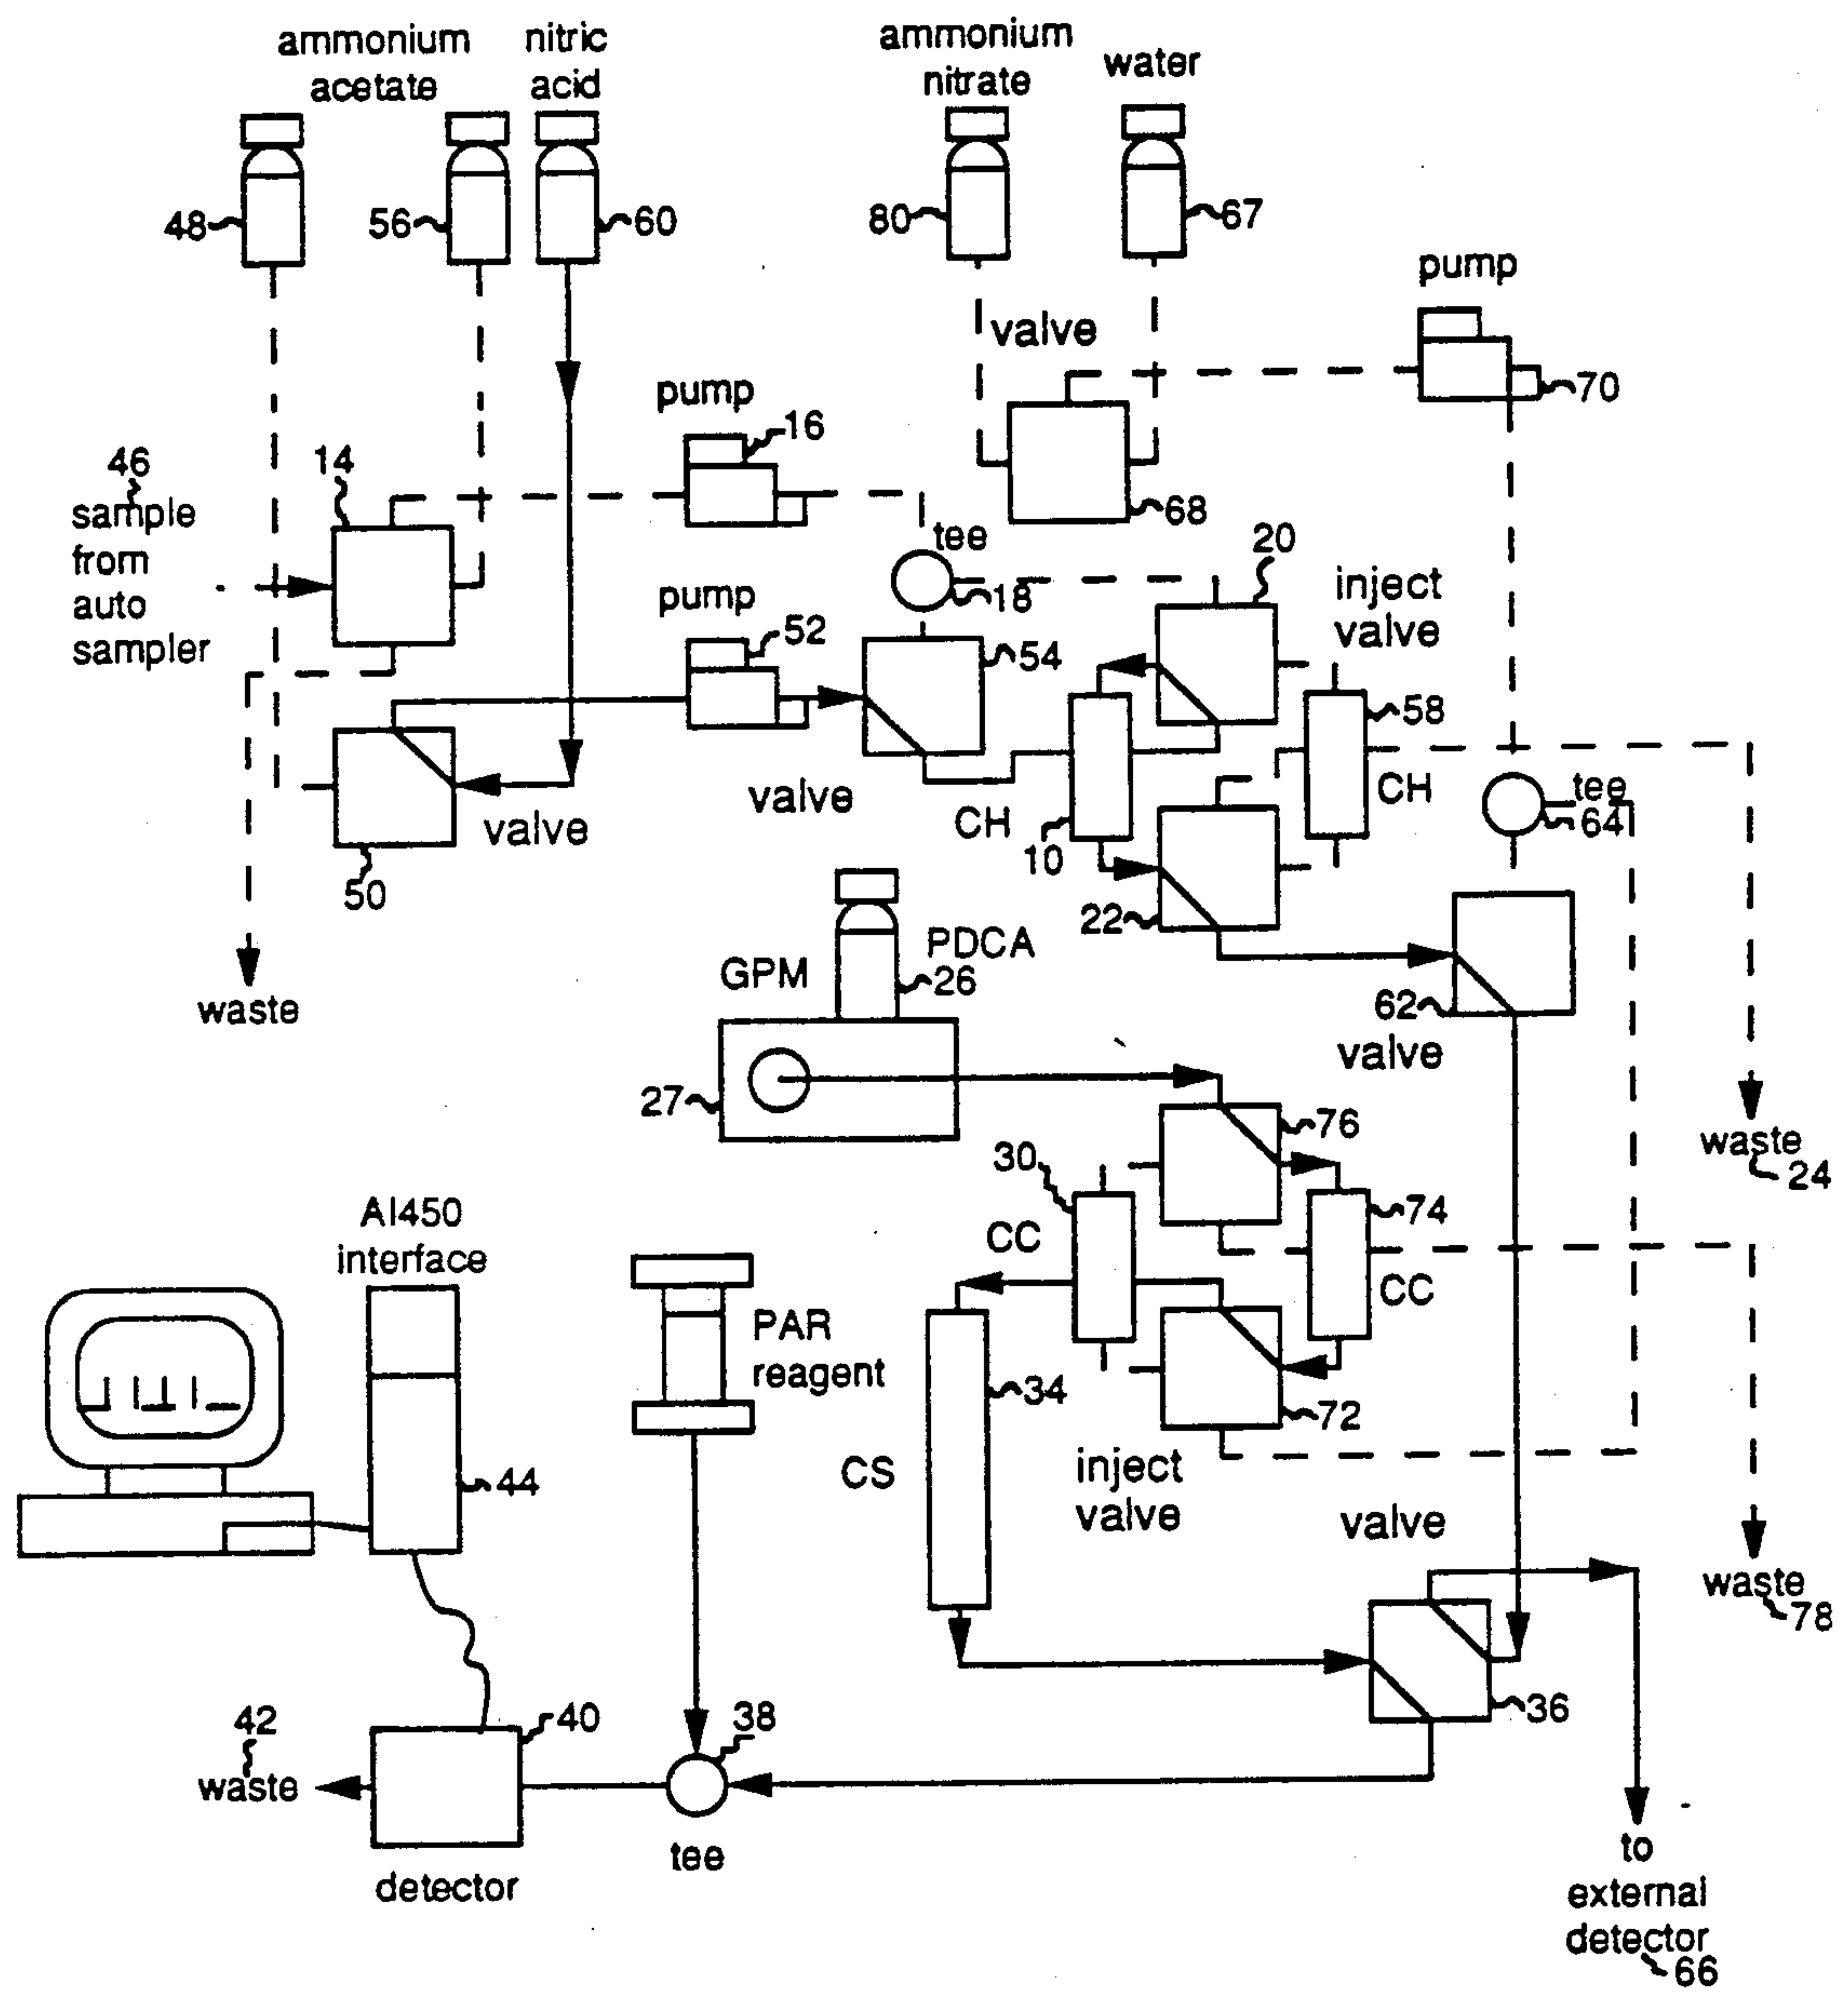 ammonium
acetate
nitric
acid
ammonium
nitrate
water
48
56
60
80
67
pump
valve
70
pump
16
46
sample
from
auto
sampler
14
68
tee
18
20
inject
valve
pump
52
54
58
CH
valve
valve
50
CH
10
tee
64
22
waste
GPM
PDCA
26
62
valve
27
76
waste
24
30
74
CC
CC
AI450
interface
PAR
reagent
34
72
44
CS
inject
valve
valve
waste
78
36
42
waste
40
38
detector
tee
to
external
detector
66